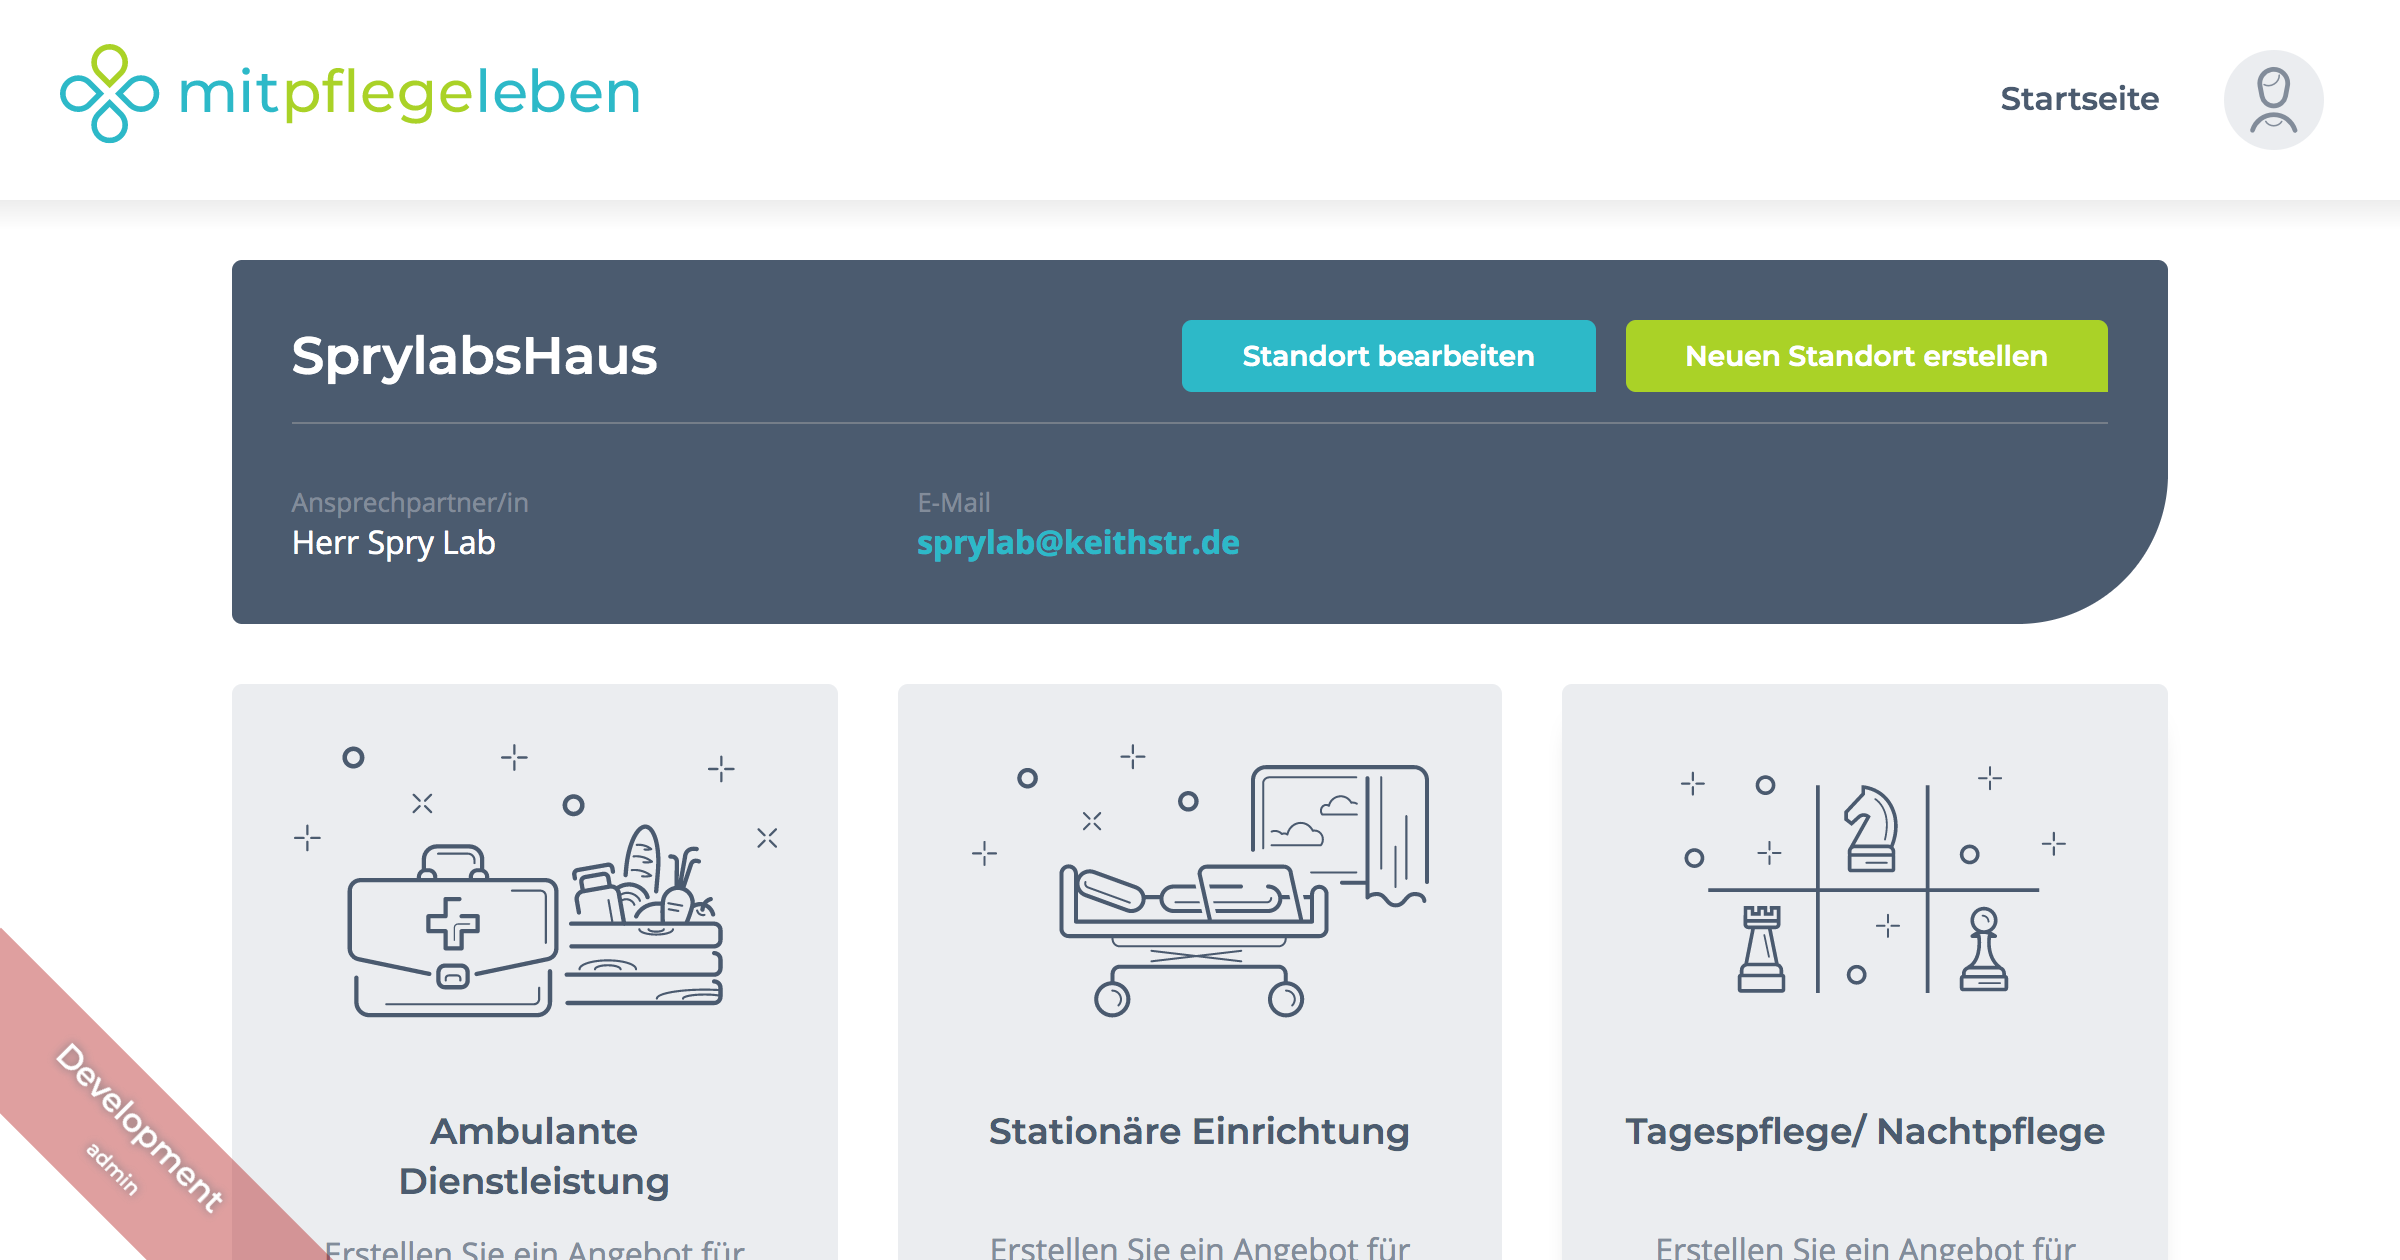 mitpflegeleben
Startseite
SprylabsHaus
Standort bearbeiten
Neuen Standort erstellen
Ansprechpartner/in
Herr Spry Lab
E-Mail
sprylab@keithstr.de
Ambulante
Dienstleistung
Erstellen Sie ein Angebot für
Stationäre Einrichtung
Erstellen Sie ein Angebot für
Tagespflege/ Nachtpflege
Erstellen Sie ein Angebot für
Development
admin